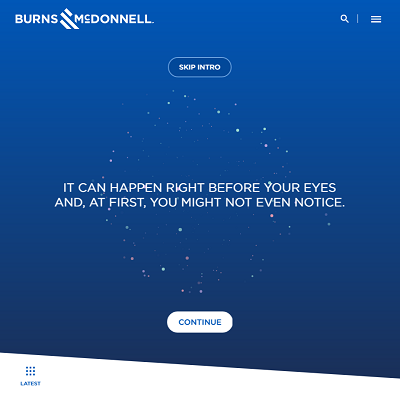 BURNS McDONNELL.
SKIP INTRO
IT CAN HAPPEN RIGHT BEFORE YOUR EYES
AND, AT FIRST, YOU MIGHT NOT EVEN NOTICE.
CONTINUE
LATEST